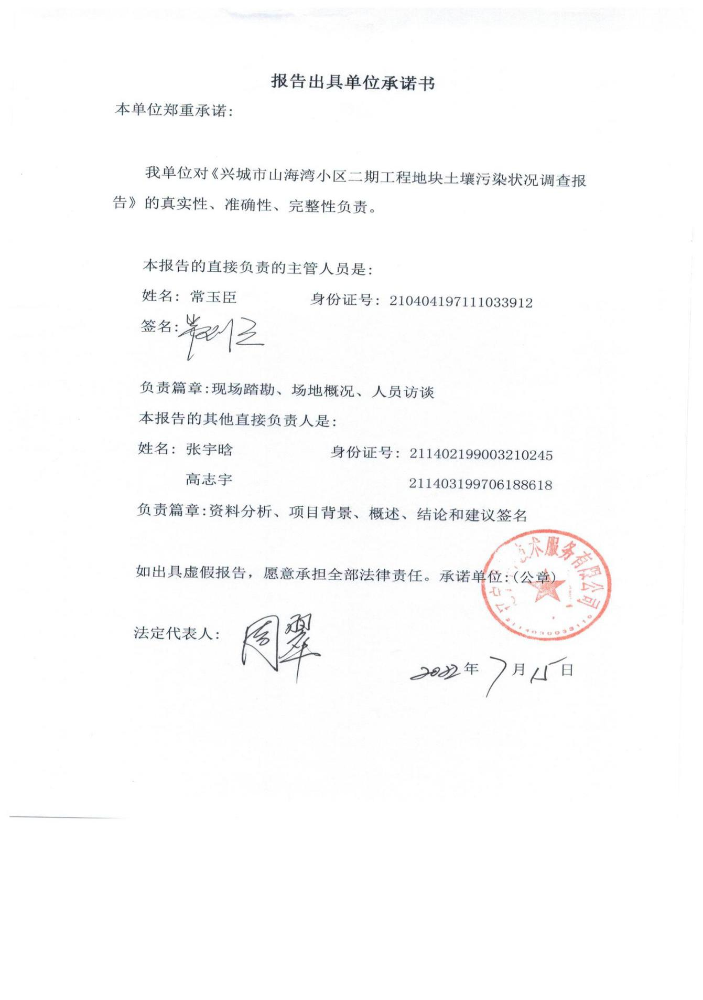 报告出具单位承诺书
本单位郑重承诺:
我单位对《兴城市山海湾小区二期工程地块土壤污染状况调查报
告》的真实性、准确性、完整性负责。
本报告的直接负责的主管人员是:
姓名: 常玉臣 身份证号: 210404197111033912
签名:
负责篇章:现场踏勘、场地概况、人员访谈
本报告的其他直接负责人是:
姓名: 张宇晗 身份证号: 211402199003210245
高志宇 211403199706188618
负责篇章:资料分析、项目背景、概述、结论和建议签名
如出具虚假报告，愿意承担全部法律责任。承诺单位:(公章)
术服务有限公司
2114030033110
法定代表人: 周翠
2022年7月15日